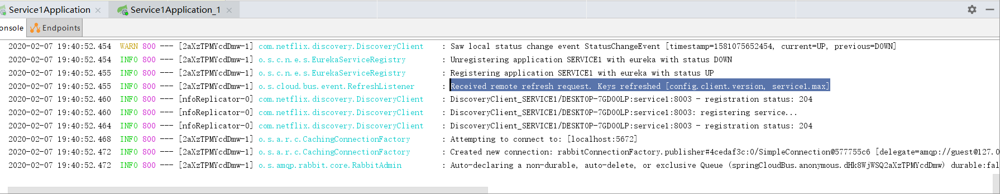 Service1Application
Service1Application_1
onsole
Endpoints
2020-02-07 19:40:52.454 WARN 800 --- [2aXzTPMYcdDmw-1] com.netflix.discovery.DiscoveryClient : Saw local status change event StatusChangeEvent [timestamp=1581075652454, current=UP, previous=DOWN]
2020-02-07 19:40:52.454 INFO 800 --- [2aXzTPMYcdDmw-1] o.s.c.n.e.s.EurekaServiceRegistry : Unregistering application SERVICE1 with eureka with status DOWN
2020-02-07 19:40:52.455 INFO 800 --- [2aXzTPMYcdDmw-1] o.s.c.n.e.s.EurekaServiceRegistry : Registering application SERVICE1 with eureka with status UP
2020-02-07 19:40:52.455 INFO 800 --- [2aXzTPMYcdDmw-1] o.s.cloud.bus.event.RefreshListener : Received remote refresh request. Keys refreshed [config.client.version, service1.max]
2020-02-07 19:40:52.460 INFO 800 --- [nfoReplicator-0] com.netflix.discovery.DiscoveryClient : DiscoveryClient_SERVICE1/DESKTOP-7GDOOLP:service1:8003 - registration status: 204
2020-02-07 19:40:52.460 INFO 800 --- [nfoReplicator-0] com.netflix.discovery.DiscoveryClient : DiscoveryClient_SERVICE1/DESKTOP-7GDOOLP:service1:8003: registering service...
2020-02-07 19:40:52.464 INFO 800 --- [nfoReplicator-0] com.netflix.discovery.DiscoveryClient : DiscoveryClient_SERVICE1/DESKTOP-7GDOOLP:service1:8003 - registration status: 204
2020-02-07 19:40:52.468 INFO 800 --- [2aXzTPMYcdDmw-1] o.s.a.r.c.CachingConnectionFactory : Attempting to connect to: [localhost:5672]
2020-02-07 19:40:52.472 INFO 800 --- [2aXzTPMYcdDmw-1] o.s.a.r.c.CachingConnectionFactory : Created new connection: rabbitConnectionFactory.publisher#4cedaf3c:0/SimpleConnection@577755c6 [delegate=amqp://guest@127.0
2020-02-07 19:40:52.472 INFO 800 --- [2aXzTPMYcdDmw-1] o.s.amqp.rabbit.core.RabbitAdmin : Auto-declaring a non-durable, auto-delete, or exclusive Queue (springCloudBus.anonymous.dHk8WjWSQ2aXzTPMYcdDmw) durable:fal